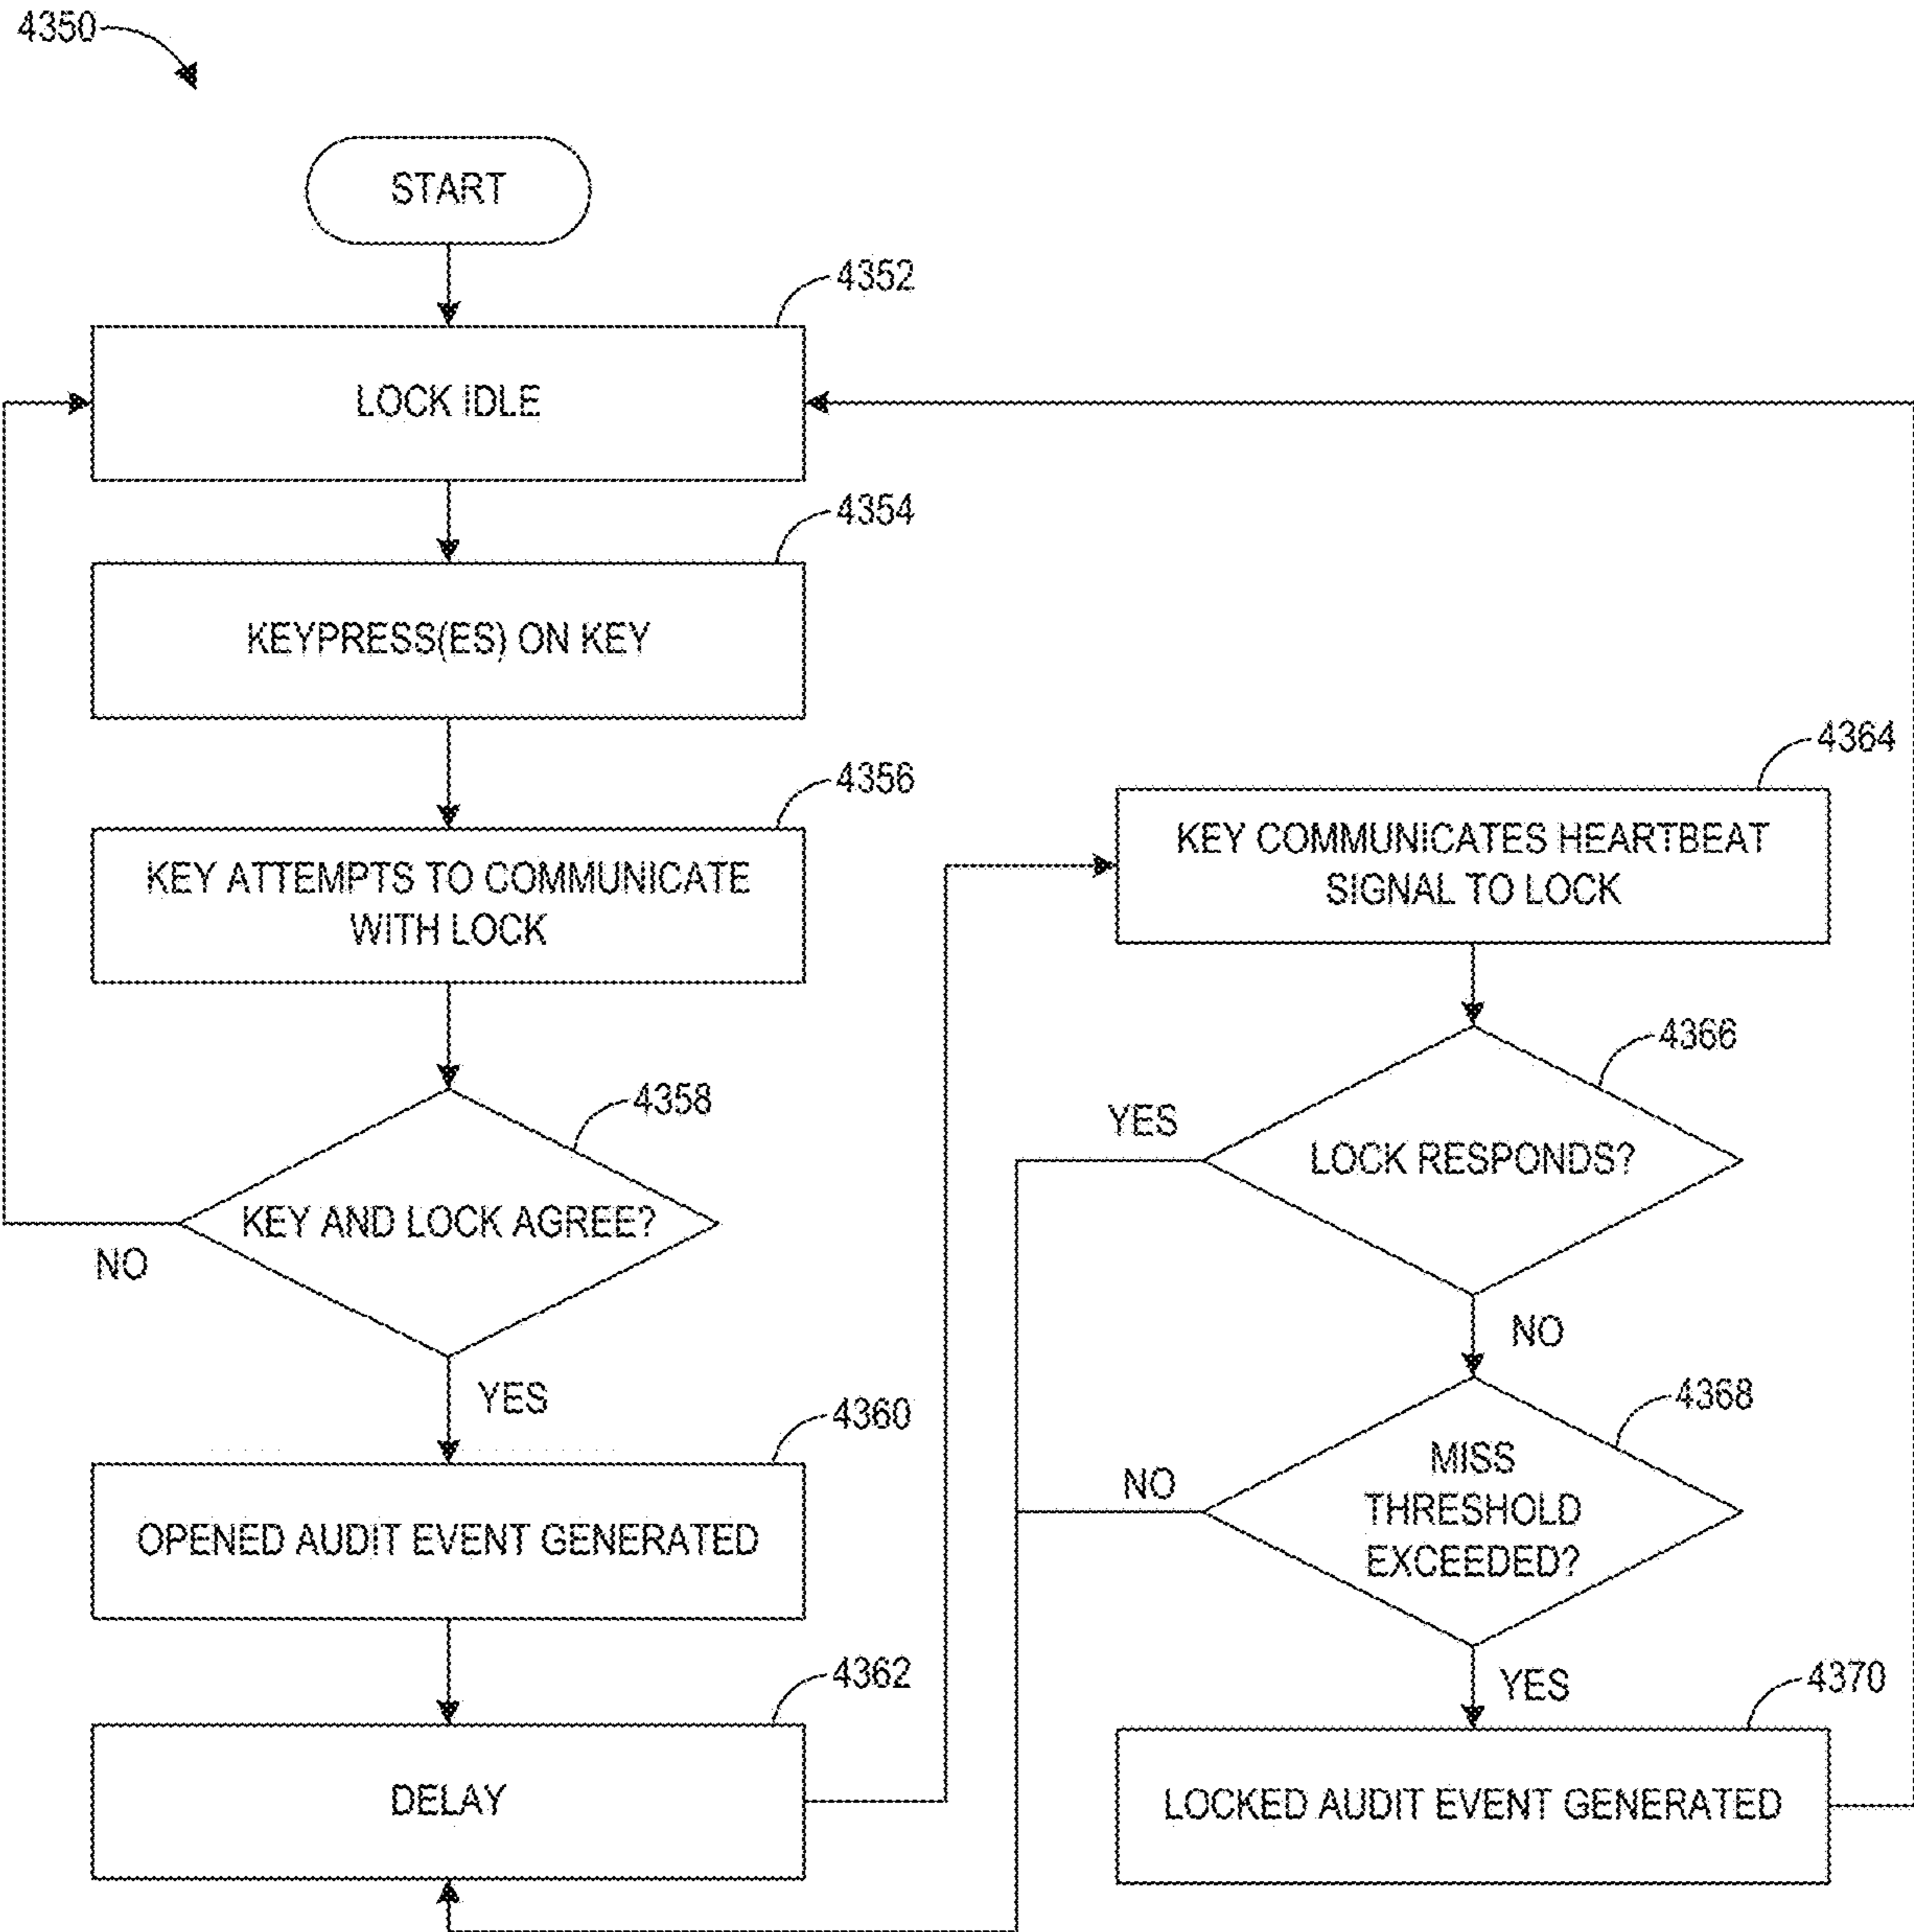 4350
START
4352
LOCK IDLE
4354
KEYPRESS(ES) ON KEY
4356
KEY ATTEMPTS TO COMMUNICATE
WITH LOCK
4358
KEY AND LOCK AGREE?
NO
YES
4360
OPENED AUDIT EVENT GENERATED
4362
DELAY
4364
KEY COMMUNICATES HEARTBEAT
SIGNAL TO LOCK
4366
YES
LOCK RESPONDS?
NO
4368
NO
MISS
THRESHOLD
EXCEEDED?
YES
4370
LOCKED AUDIT EVENT GENERATED